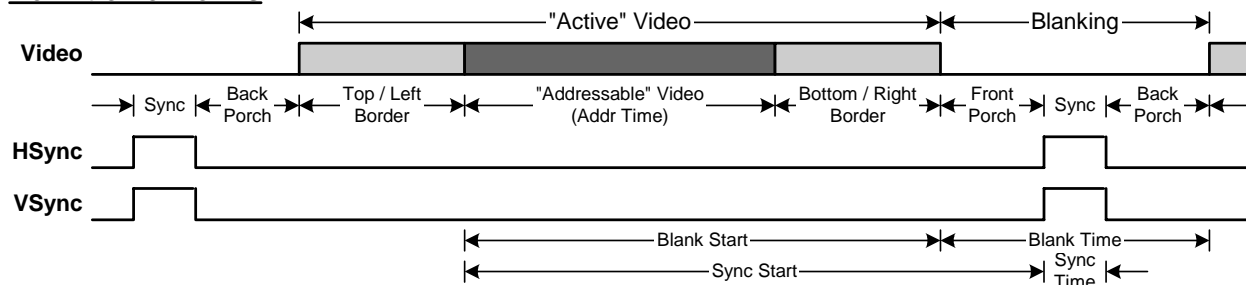 "Active" Video
Blanking
Video
Sync
Back Porch
Top / Left Border
"Addressable" Video (Addr Time)
Bottom / Right Border
Front Porch
Sync
Back Porch
HSync
VSync
Blank Start
Blank Time
Sync Start
Sync Time